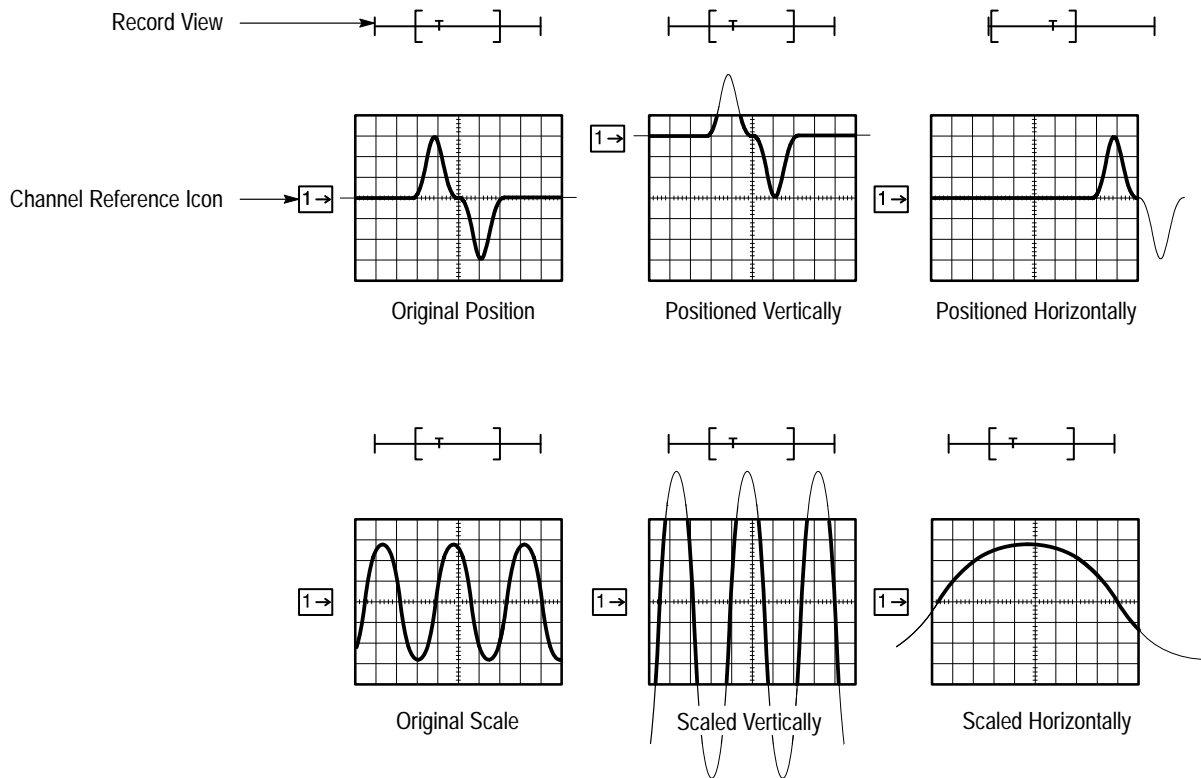 Record View
T
T
T
1→
Channel Reference Icon
1→
1→
Original Position
Positioned Vertically
Positioned Horizontally
T
T
T
1→
1→
1→
Original Scale
Scaled Vertically
Scaled Horizontally